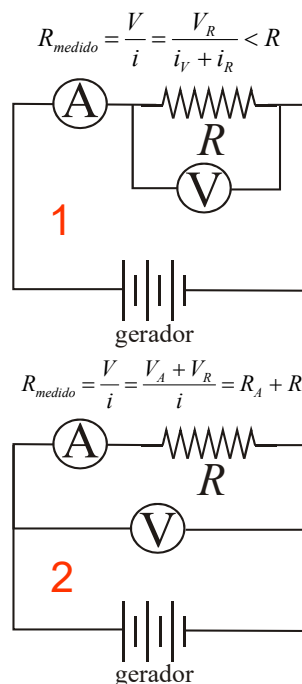 R_medido = V/i = V_R/(i_V + i_R) < R
A
R
V
1
gerador
R_medido = V/i = (V_A + V_R)/i = R_A + R
A
R
V
2
gerador